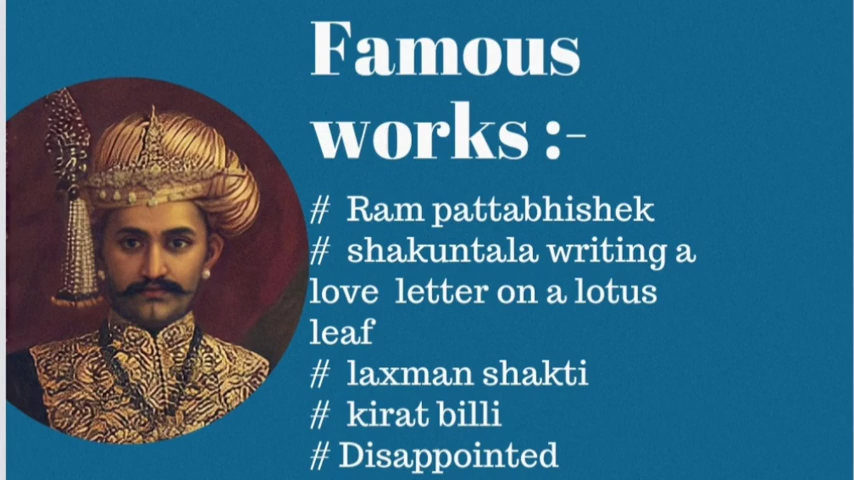 Famous
works :-
# Ram pattabhishek
# shakuntala writing a
love letter on a lotus
leaf
# laxman shakti
# kirat billi
# Disappointed